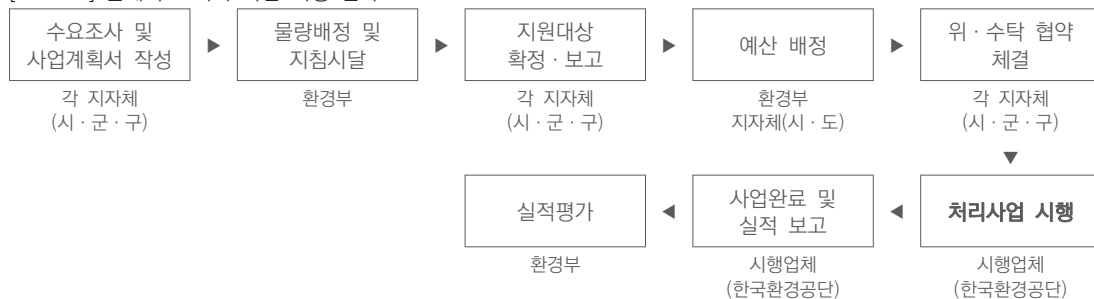 수요조사 및
사업계획서 작성
▶
물량배정 및
지침시달
▶
지원대상
확정·보고
▶
예산 배정
▶
위·수탁 협약
체결
각 지자체
(시·군·구)
환경부
각 지자체
(시·군·구)
환경부
지자체(시·도)
각 지자체
(시·군·구)
▼
실적평가
◀
사업완료 및
실적 보고
◀
처리사업 시행
환경부
시행업체
(한국환경공단)
시행업체
(한국환경공단)